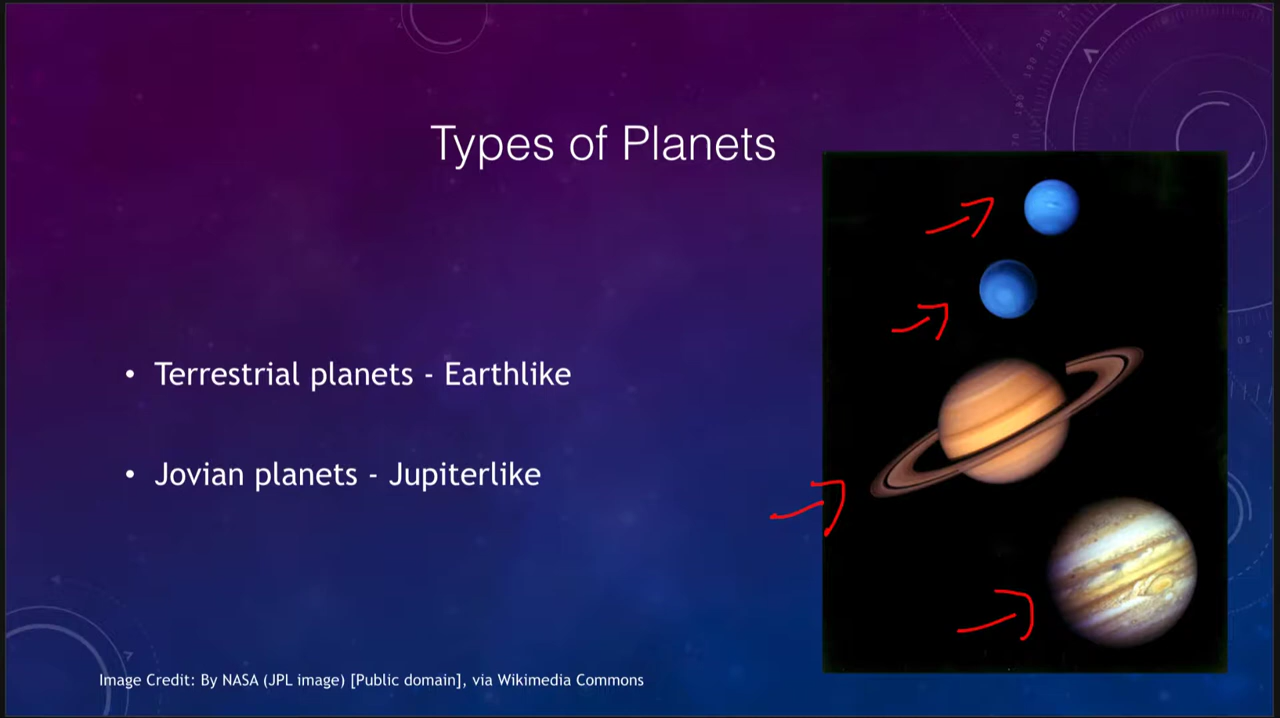 Types of Planets
• Terrestrial planets - Earthlike
• Jovian planets - Jupiterlike
Image Credit: By NASA (JPL image) [Public domain], via Wikimedia Commons